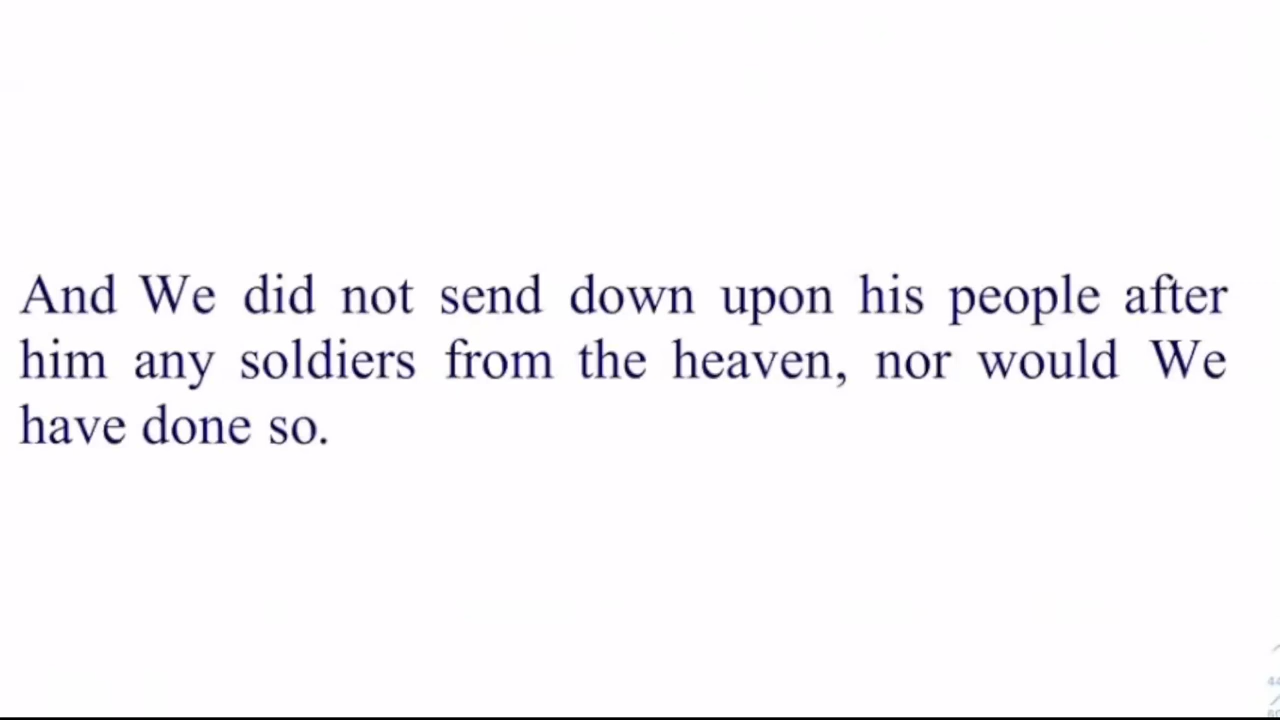 And We did not send down upon his people after
him any soldiers from the heaven, nor would We
have done so.